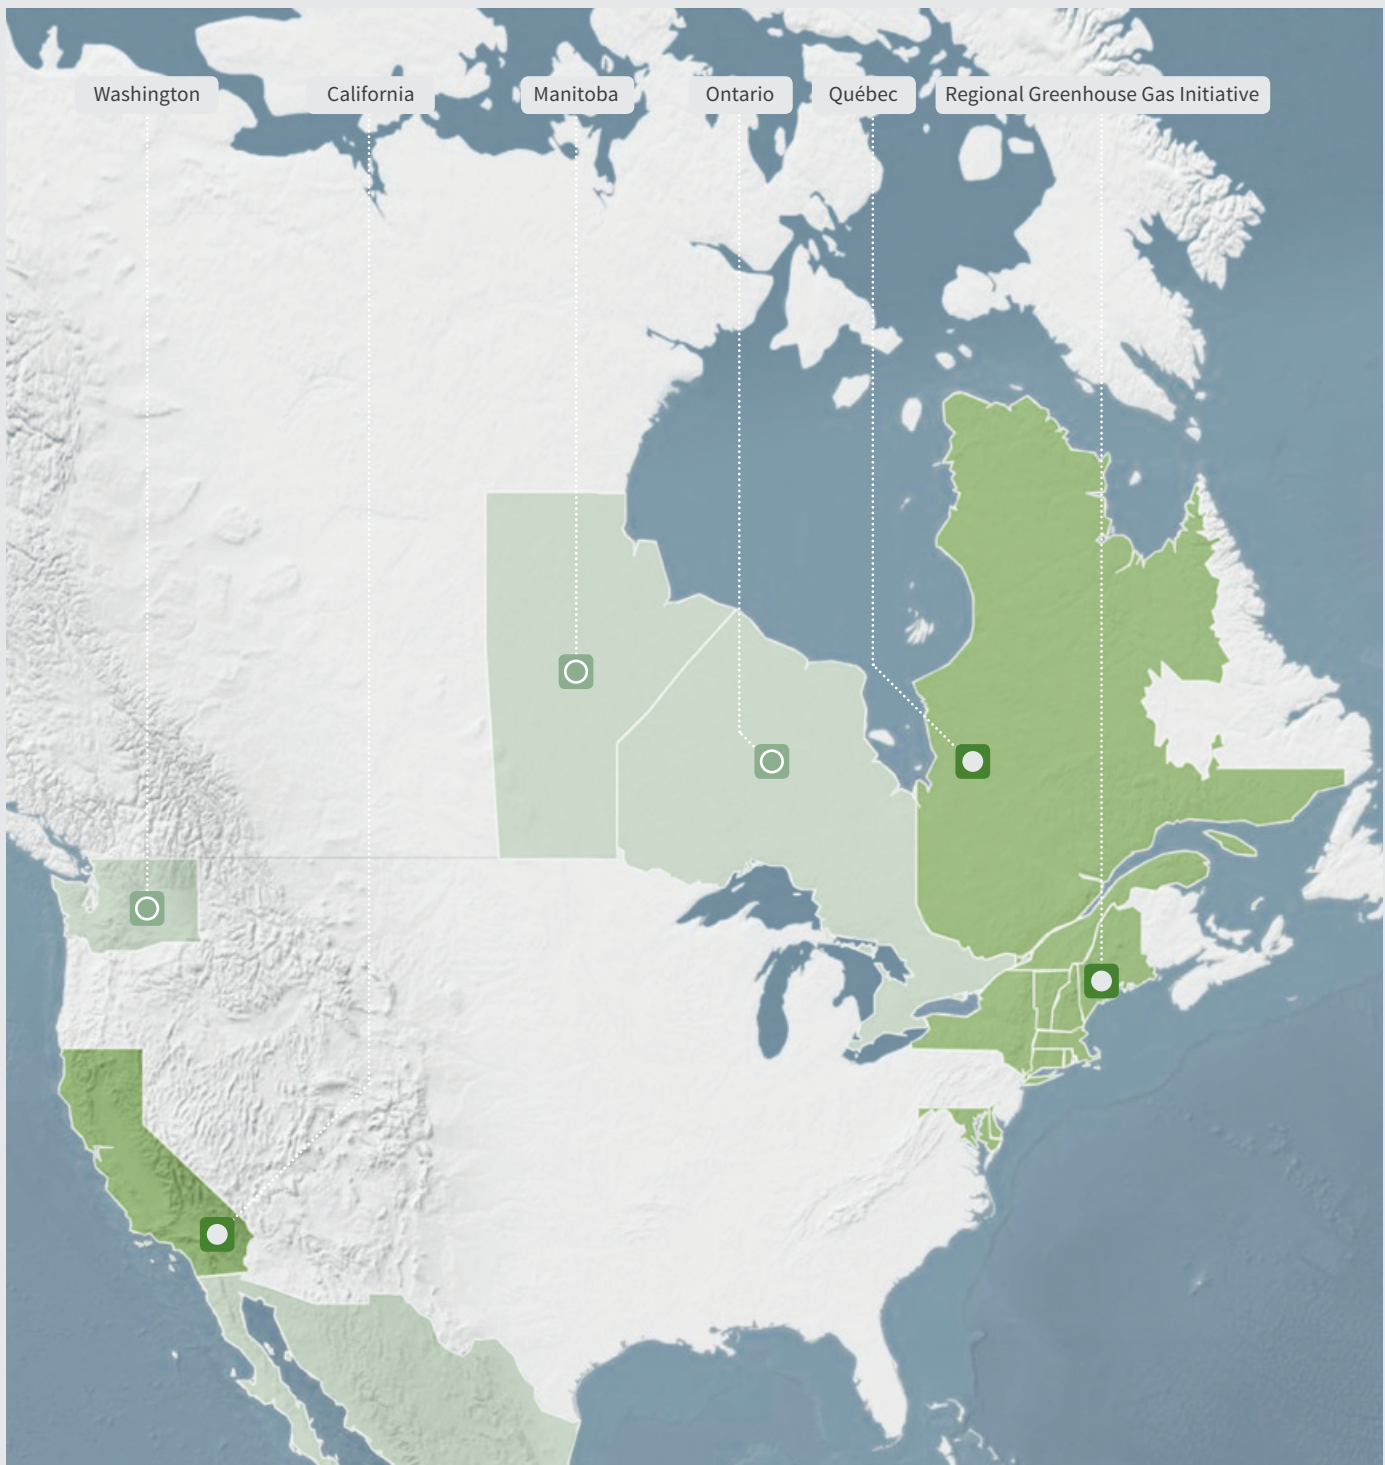 Washington
California
Manitoba
Ontario
Québec
Regional Greenhouse Gas Initiative